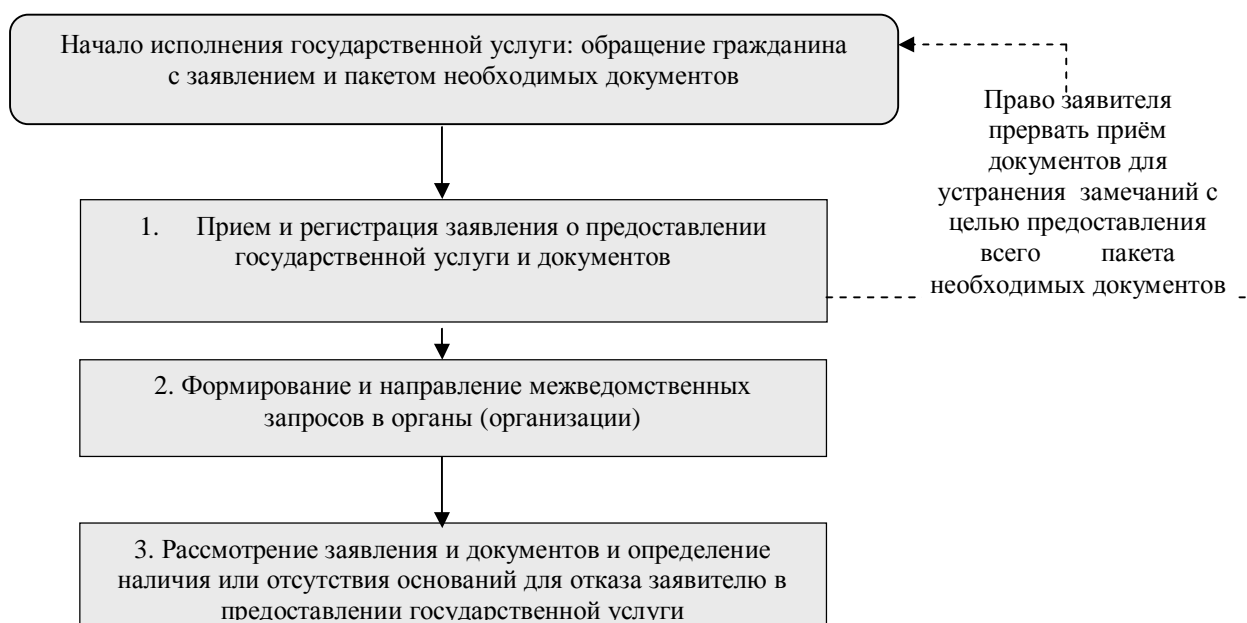 Начало исполнения государственной услуги: обращение гражданина
с заявлением и пакетом необходимых документов
Право заявителя
прервать приём
документов для
устранения замечаний с
целью предоставления
всего пакета
необходимых документов
1. Прием и регистрация заявления о предоставлении
государственной услуги и документов
2. Формирование и направление межведомственных
запросов в органы (организации)
3. Рассмотрение заявления и документов и определение
наличия или отсутствия оснований для отказа заявителю в
предоставлении государственной услуги